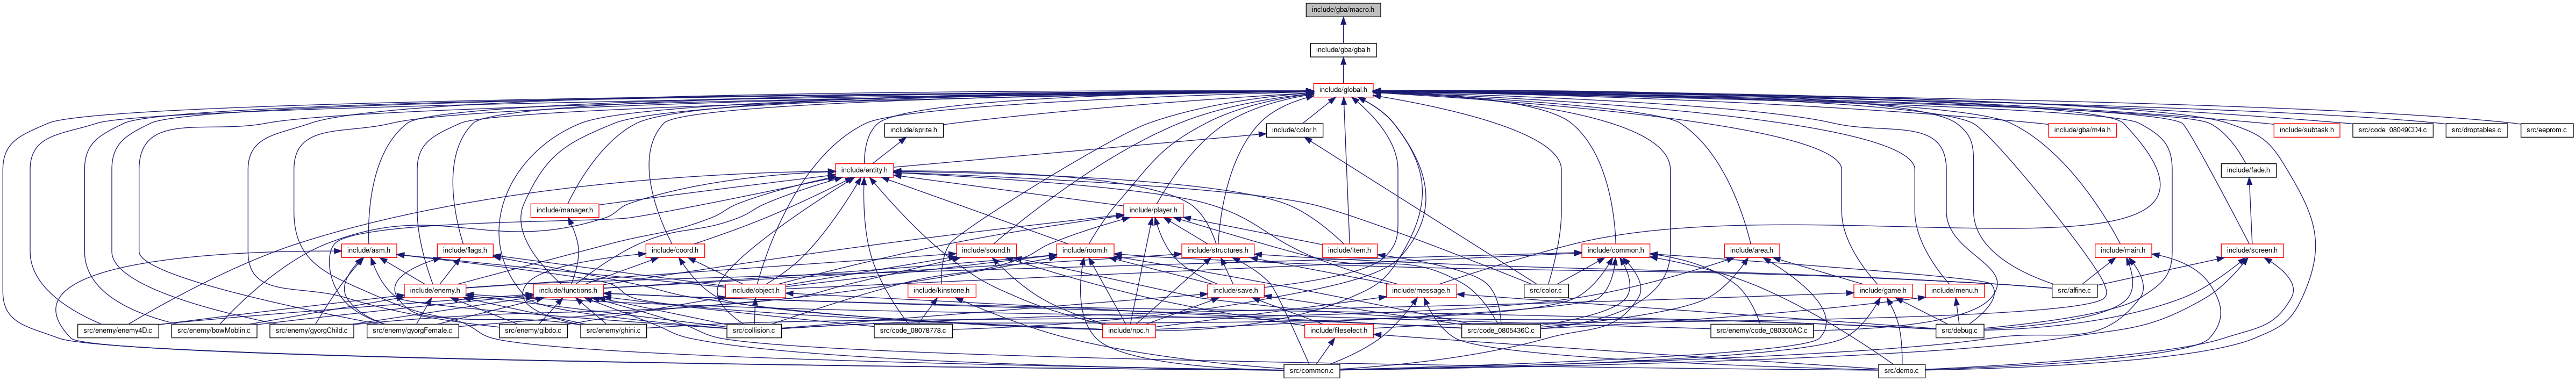 include/gba/macro.h
include/gba/gba.h
include/global.h
include/sprite.h
include/color.h
include/gba/m4a.h
include/subtask.h
src/code_08049CD4.c
src/droptables.c
src/eeprom.c
include/entity.h
include/fade.h
include/manager.h
include/player.h
include/asm.h
include/flags.h
include/coord.h
include/sound.h
include/room.h
include/structures.h
include/item.h
include/common.h
include/area.h
include/main.h
include/screen.h
include/enemy.h
include/functions.h
include/object.h
include/kinstone.h
include/save.h
include/message.h
src/color.c
include/game.h
include/menu.h
src/affine.c
src/enemy/enemy4D.c
src/enemy/bowMoblin.c
src/enemy/gyorgChild.c
src/enemy/gyorgFemale.c
src/enemy/gibdo.c
src/enemy/ghini.c
src/collision.c
src/code_08078778.c
include/npc.h
include/fileselect.h
src/code_0805436C.c
src/enemy/code_080300AC.c
src/debug.c
src/common.c
src/demo.c